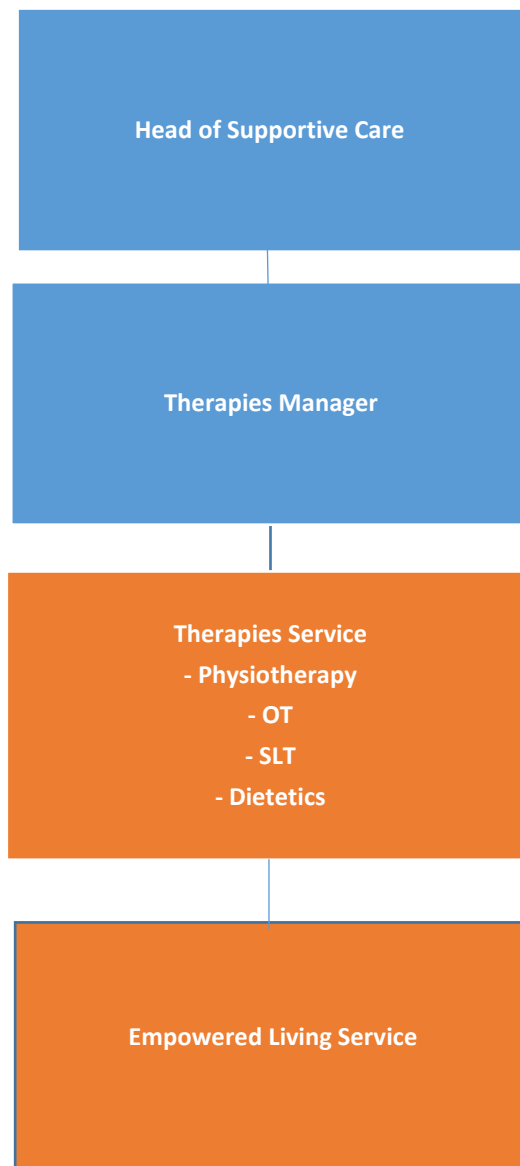 Head of Supportive Care
Therapies Manager
Therapies Service
- Physiotherapy
- OT
- SLT
- Dietetics
Empowered Living Service